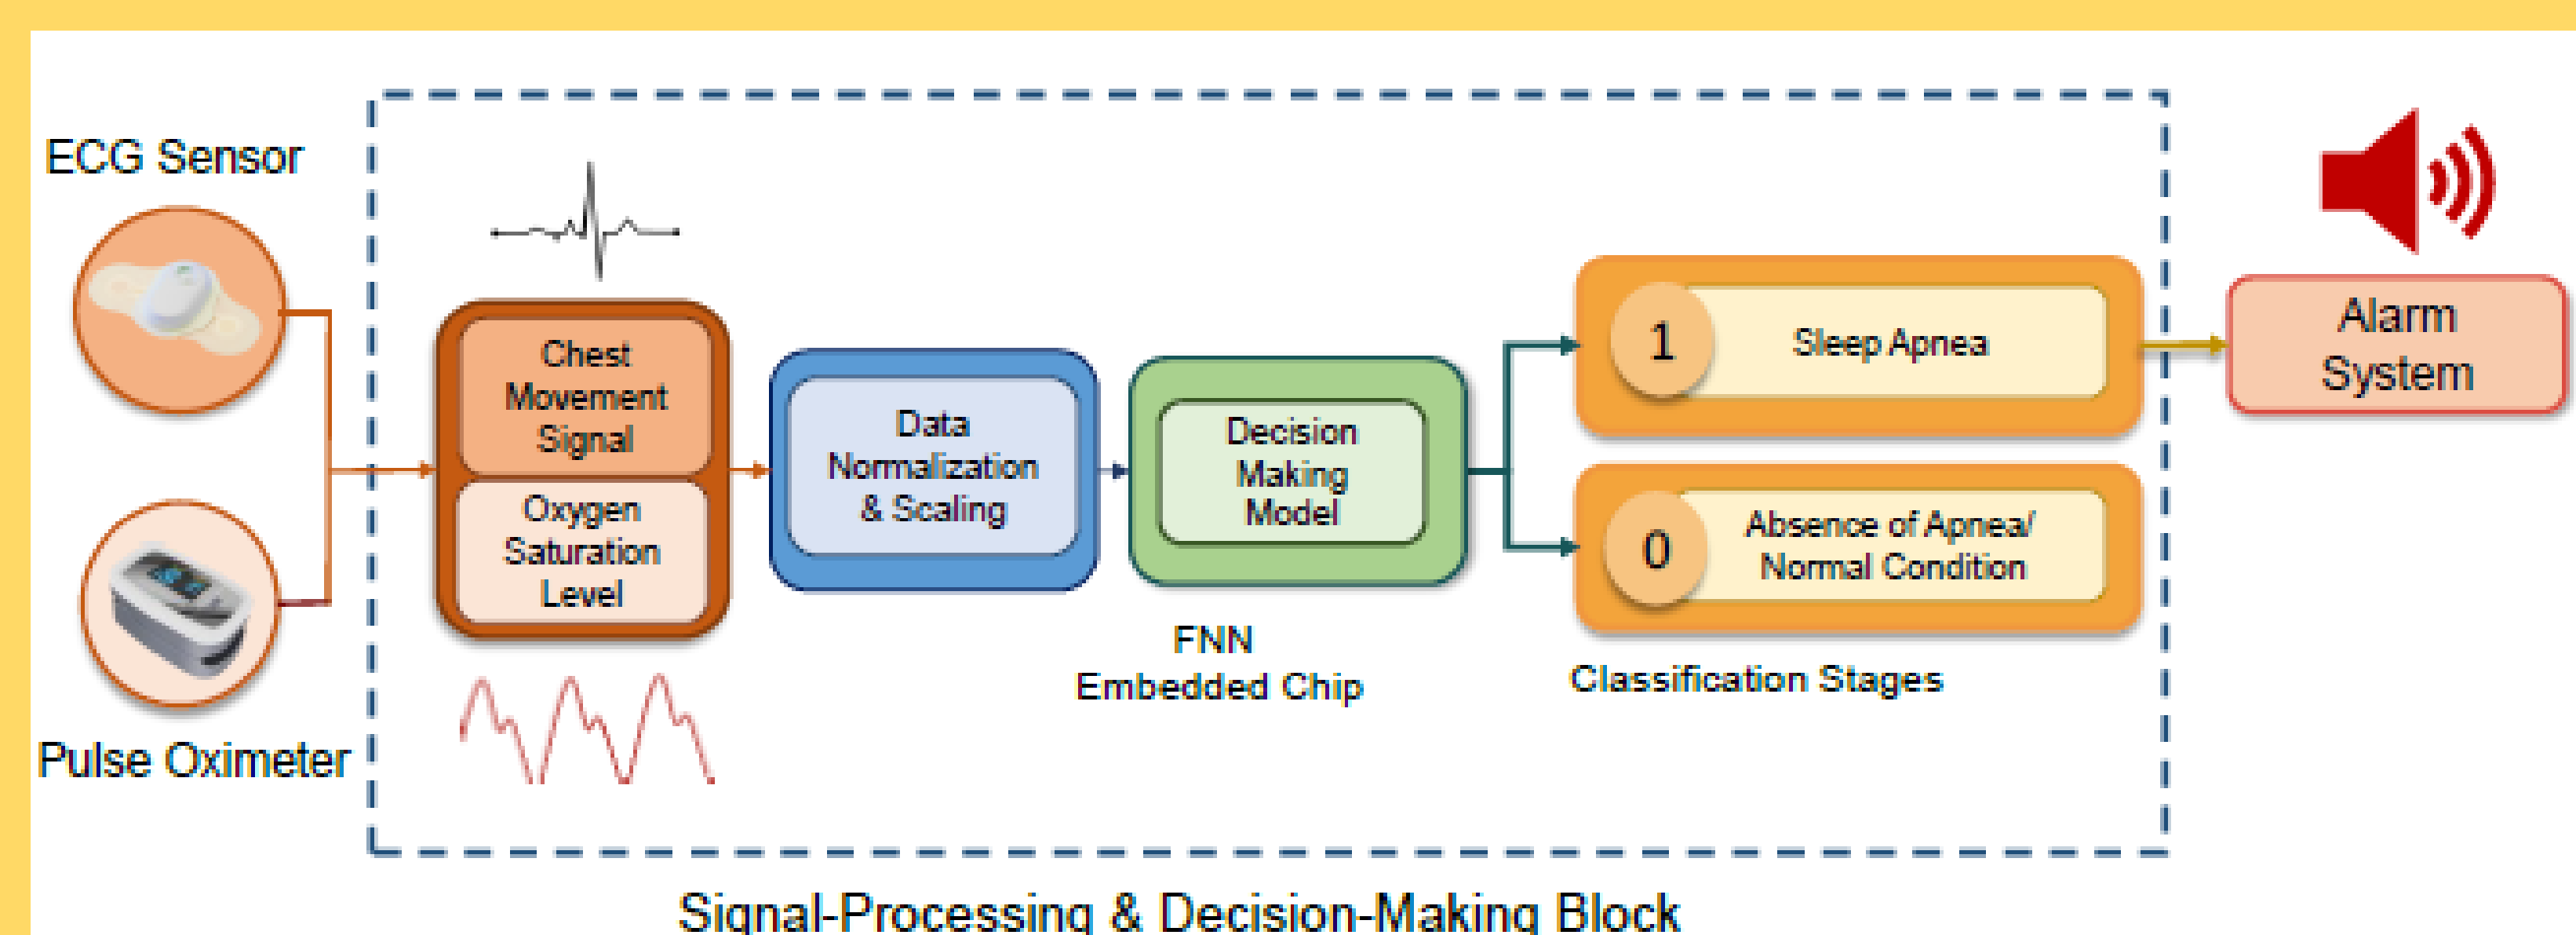 ECG Sensor
Pulse Oximeter
Chest
Movement
Signal
Oxygen
Saturation
Level
Data
Normalization
& Scaling
Decision
Making
Model
FNN
Embedded Chip
1
Sleep Apnea
0
Absence of Apnea/
Normal Condition
Classification Stages
Alarm
System
Signal-Processing & Decision-Making Block